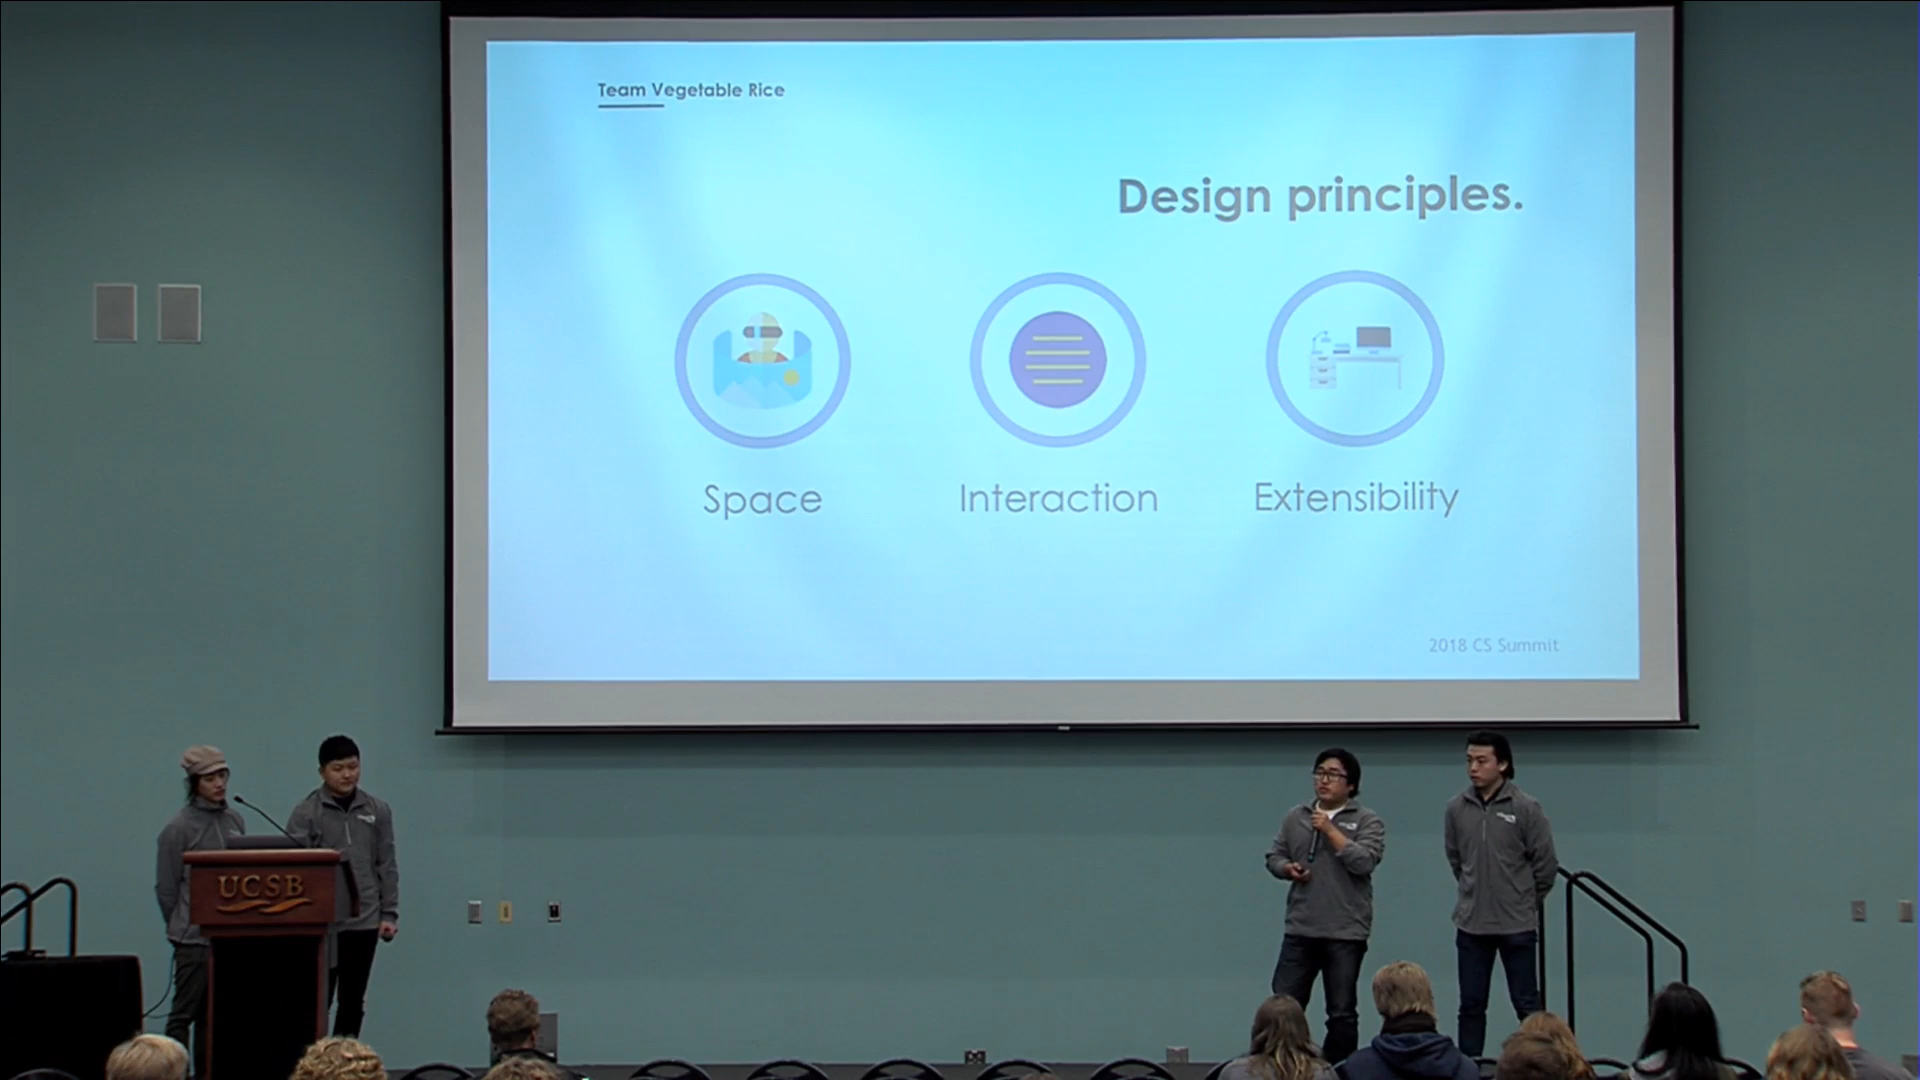 Team Vegetable Rice
Design principles.
Space
Interaction
Extensibility
2018 CS Summit
UCSB